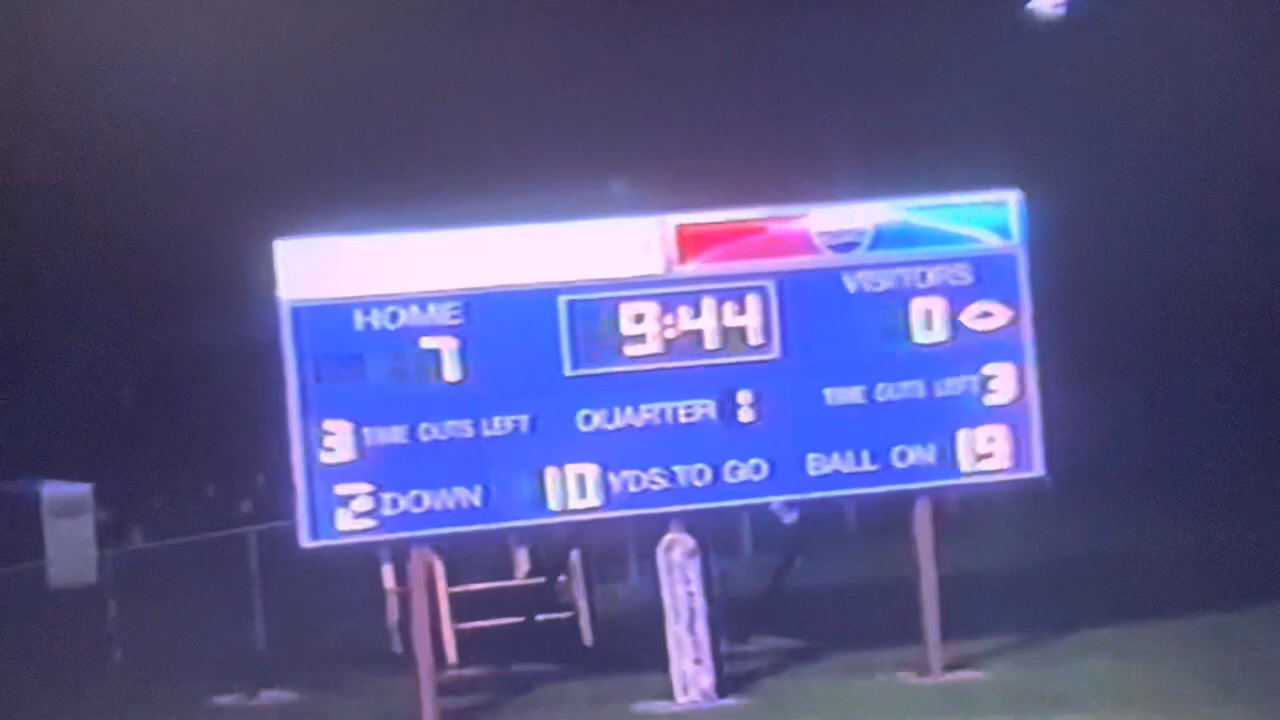 HOME 9:44 VISITORS
7 0
3 TIME OUTS LEFT QUARTER TIME OUTS LEFT 3
2 DOWN 10 YDS.TO GO BALL ON 19